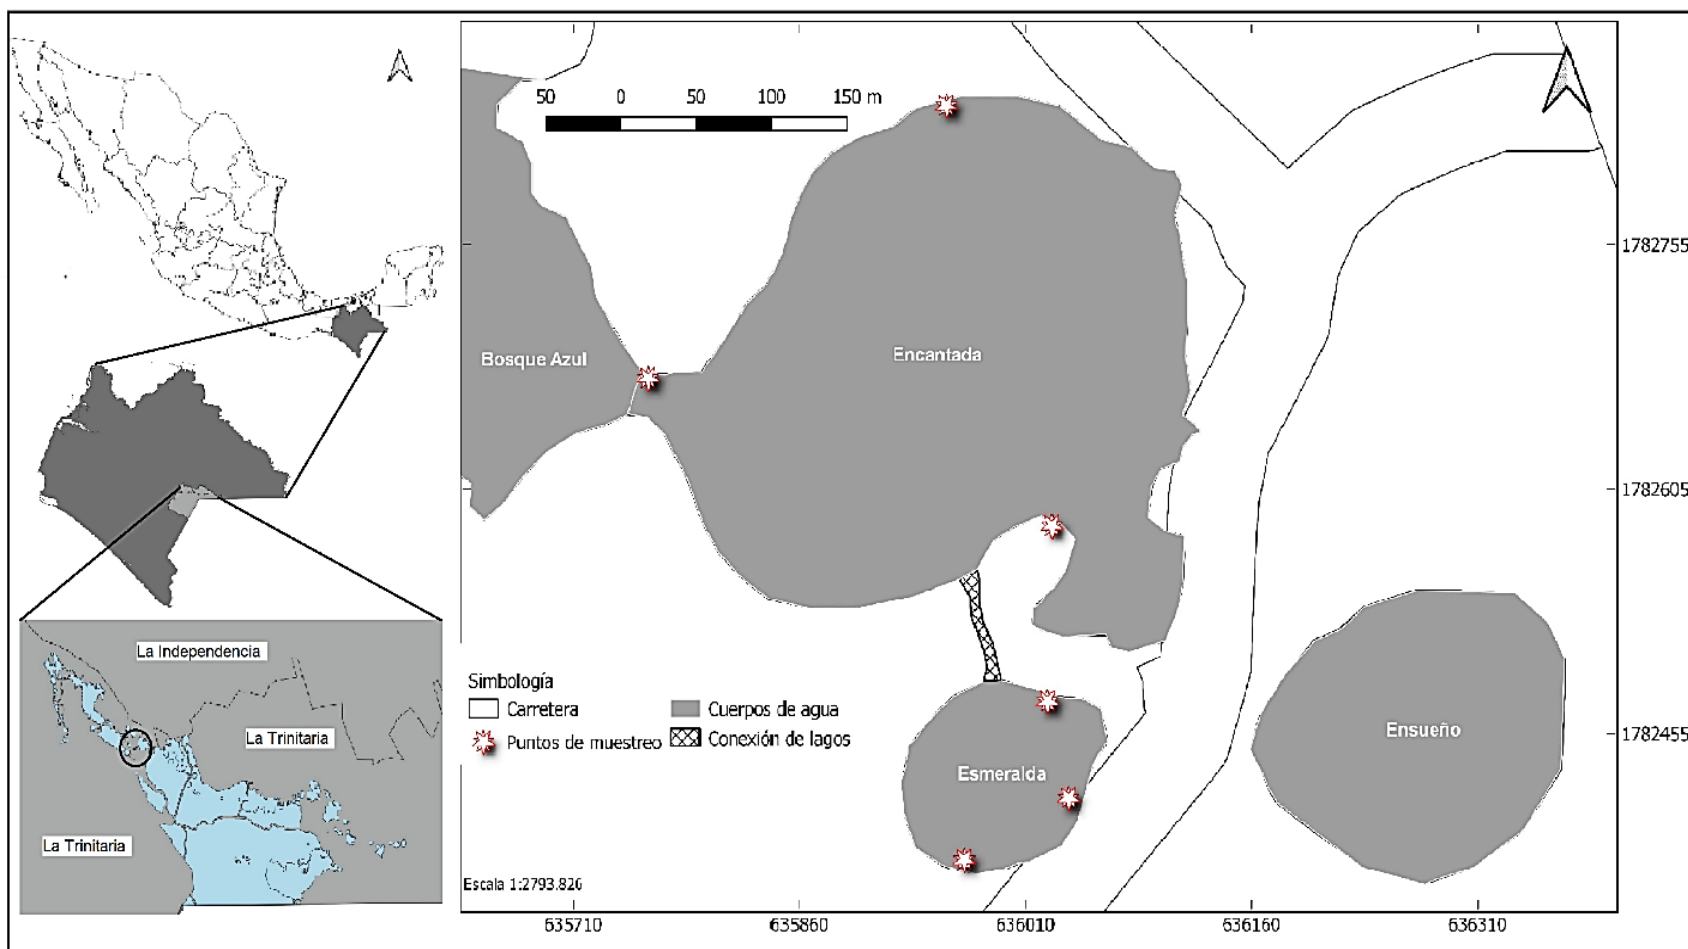 50 0 50 100 150 m
1782755
Bosque Azul
Encantada
1782605
La Independencia
La Trinitaria
La Trinitaria
Simbología
Carretera
Cuerpos de agua
Puntos de muestreo
Conexión de lagos
Esmeralda
Ensueño
1782455
Escala 1:2793.826
635710 635860 636010 636160 636310